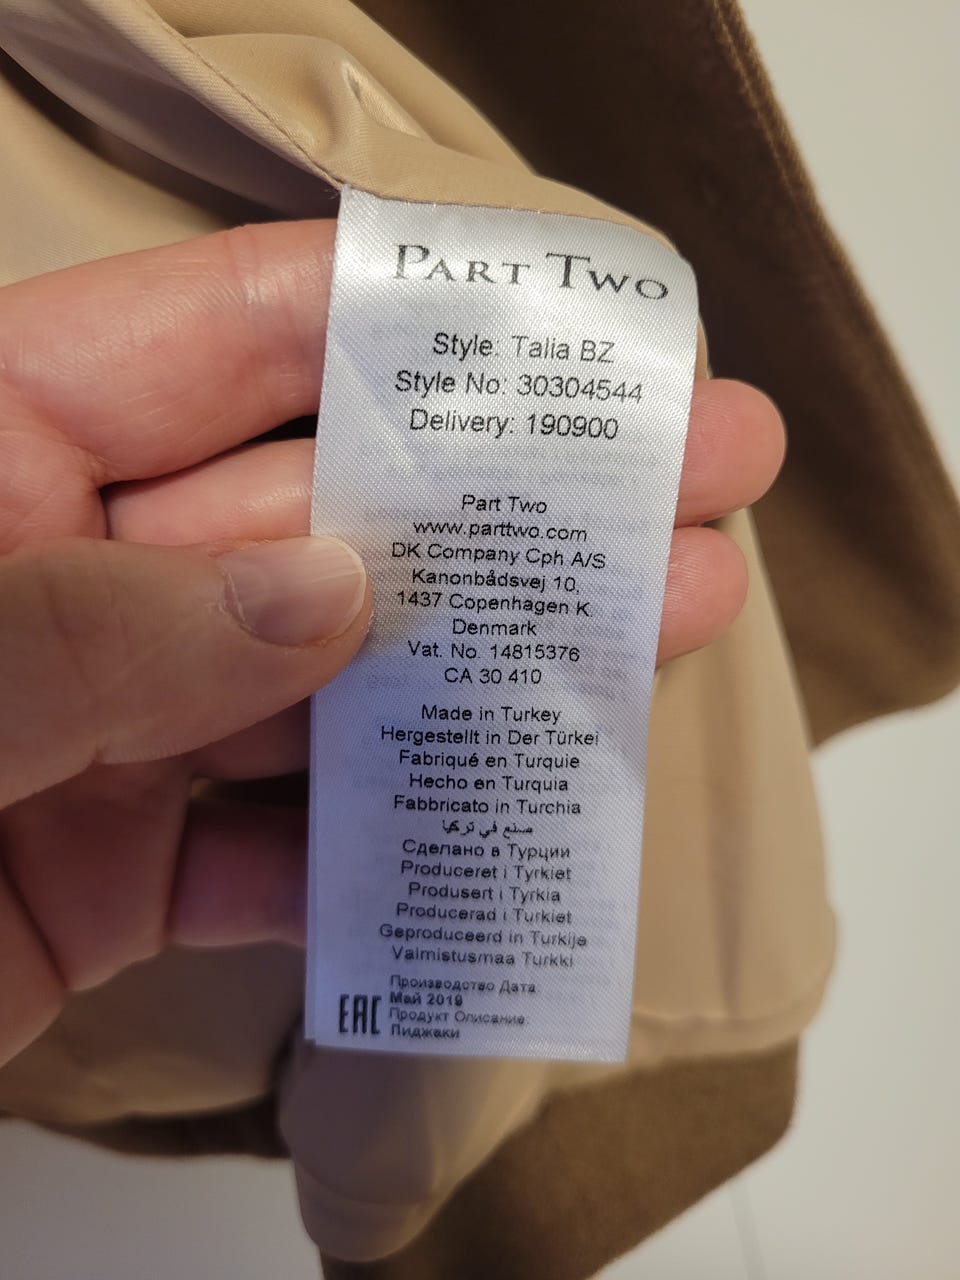 PART TWO
Style: Talia BZ
Style No: 30304544
Delivery: 190900
Part Two
www.parttwo.com
DK Company Cph A/S
Kanonbådsvej 10,
1437 Copenhagen K.
Denmark
Vat. No. 14815376
CA 30 410
Made in Turkey
Hergestellt in Der Türkei
Fabriqué en Turquie
Hecho en Turquia
Fabbricato in Turchia
صنع في تركيا
Сделано в Турции
Produceret i Tyrkiet
Produsert i Tyrkia
Producerad i Turkiet
Geproduceerd in Turkije
Valmistusmaa Turkki
Производство Дата:
Май 2019
EAC Продукт Описание:
Пиджаки